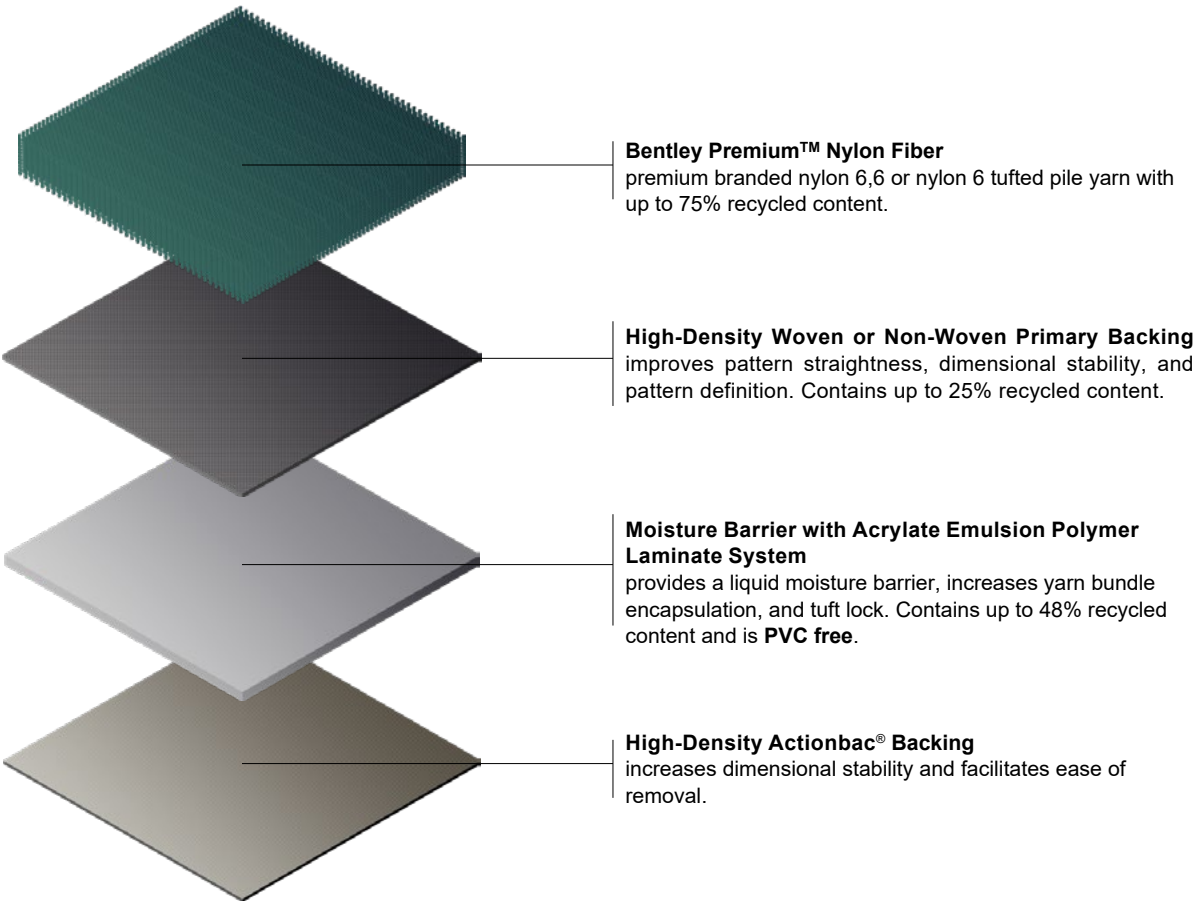 Bentley Premium™ Nylon Fiber
premium branded nylon 6,6 or nylon 6 tufted pile yarn with
up to 75% recycled content.
High-Density Woven or Non-Woven Primary Backing
improves pattern straightness, dimensional stability, and
pattern definition. Contains up to 25% recycled content.
Moisture Barrier with Acrylate Emulsion Polymer
Laminate System
provides a liquid moisture barrier, increases yarn bundle
encapsulation, and tuft lock. Contains up to 48% recycled
content and is PVC free.
High-Density Actionbac® Backing
increases dimensional stability and facilitates ease of
removal.